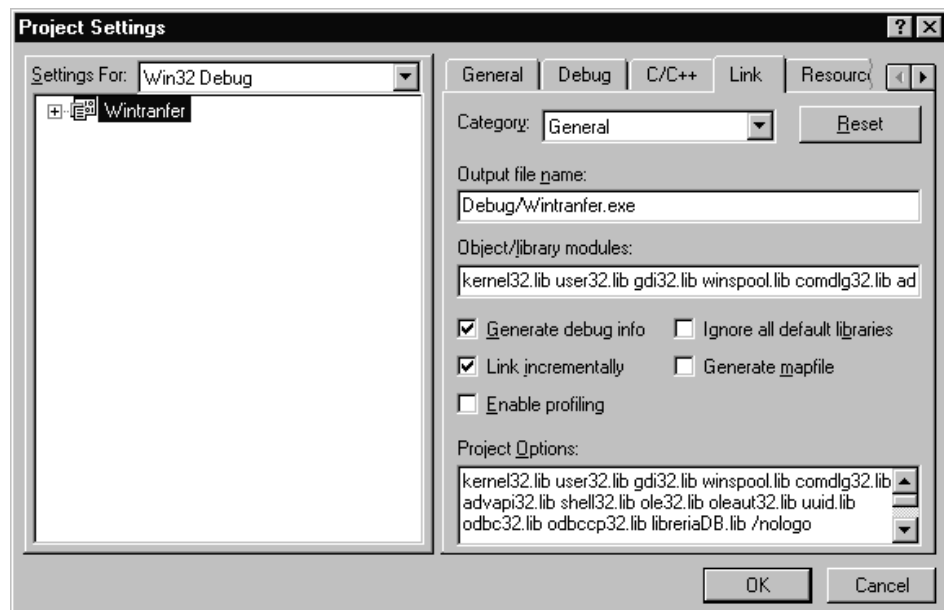 Project Settings
Settings For: Win32 Debug
Wintranfer
General Debug C/C++ Link
Category: General Reset
Output file name:
Debug/Wintranfer.exe
Object/library modules:
kernel32.lib user32.lib gdi32.lib winspool.lib comdlg32.lib ad
Generate debug info Ignore all default libraries
Link incrementally Generate mapfile
Enable profiling
Project Options:
kernel32.lib user32.lib gdi32.lib winspool.lib comdlg32.lib
advapi32.lib shell32.lib ole32.lib oleaut32.lib uuid.lib
odbc32.lib odbccp32.lib libreriaDB.lib /nologo
OK Cancel